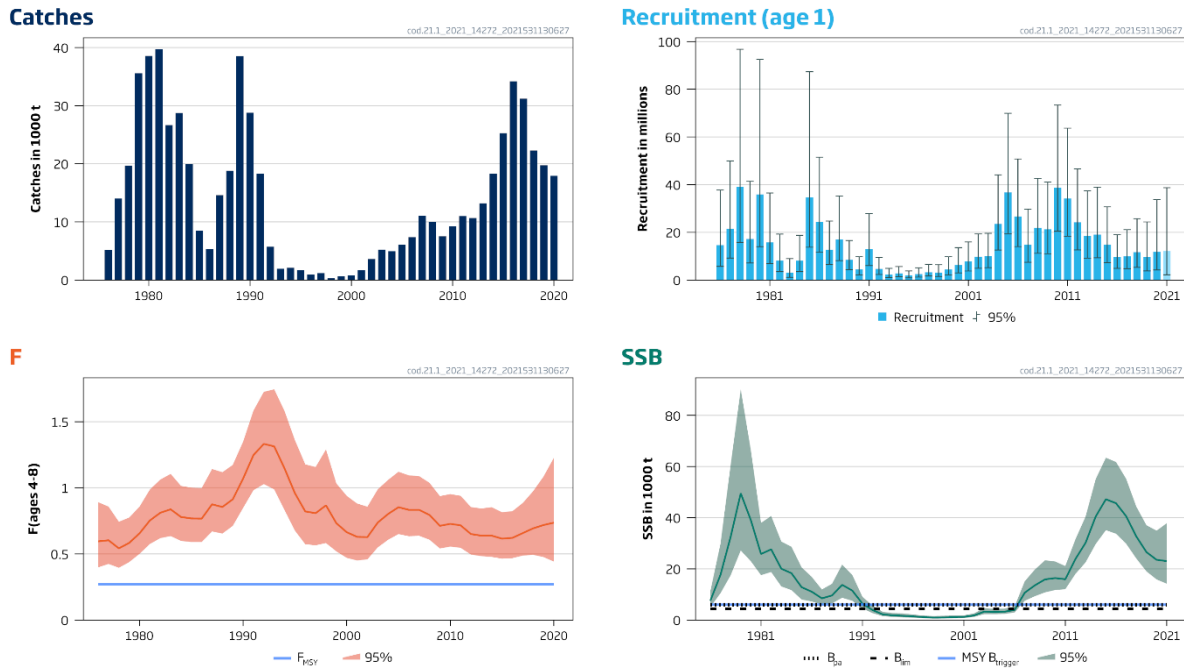 Catches
cod.21.1_2021_14272_2021531130627
Catches in 1000 t
40
30
20
10
0
1980
1990
2000
2010
2020
Recruitment (age 1)
cod.21.1_2021_14272_2021531130627
Recruitment in millions
100
80
60
40
20
0
1981
1991
2001
2011
2021
Recruitment 95%
F
cod.21.1_2021_14272_2021531130627
F(ages 4-8)
1.5
1
0.5
0
1980
1990
2000
2010
2020
FMSY 95%
SSB
cod.21.1_2021_14272_2021531130627
SSB in 1000 t
80
60
40
20
0
1981
1991
2001
2011
2021
Bpa Blim MSY Btrigger 95%